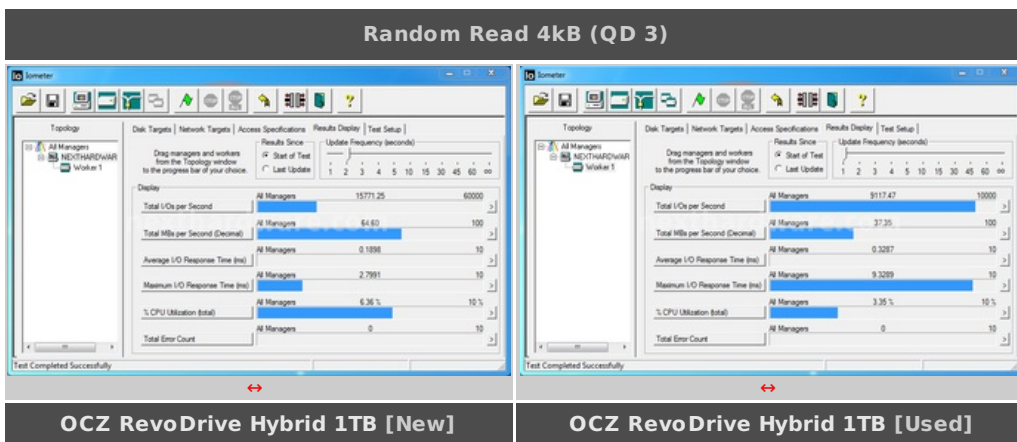 Random Read 4kB (QD 3)
Iometer
Topology
All Managers
NEXTHARDWAR
Worker 1
Disk Targets | Network Targets | Access Specifications | Results Display | Test Setup |
Drag managers and workers
from the Topology window
to the progress bar of your choice.
Results Since
Start of Test
Last Update
Update Frequency (seconds)
1 2 3 4 5 10 15 30 45 60 ∞
Display
All Managers 15771.25 60000
Total I/Os per Second
All Managers 64.60 100
Total MBs per Second (Decimal)
All Managers 0.1898 10
Average I/O Response Time (ms)
All Managers 2.7991 10
Maximum I/O Response Time (ms)
All Managers 6.36 % 10 %
% CPU Utilization (total)
All Managers 0 10
Total Error Count
Test Completed Successfully
Iometer
Topology
All Managers
NEXTHARDWAR
Worker 1
Disk Targets | Network Targets | Access Specifications | Results Display | Test Setup |
Drag managers and workers
from the Topology window
to the progress bar of your choice.
Results Since
Start of Test
Last Update
Update Frequency (seconds)
1 2 3 4 5 10 15 30 45 60 ∞
Display
All Managers 9117.47 10000
Total I/Os per Second
All Managers 37.35 100
Total MBs per Second (Decimal)
All Managers 0.3287 10
Average I/O Response Time (ms)
All Managers 9.3289 10
Maximum I/O Response Time (ms)
All Managers 3.35 % 10 %
% CPU Utilization (total)
All Managers 0 10
Total Error Count
Test Completed Successfully
OCZ RevoDrive Hybrid 1TB [New]
OCZ RevoDrive Hybrid 1TB [Used]